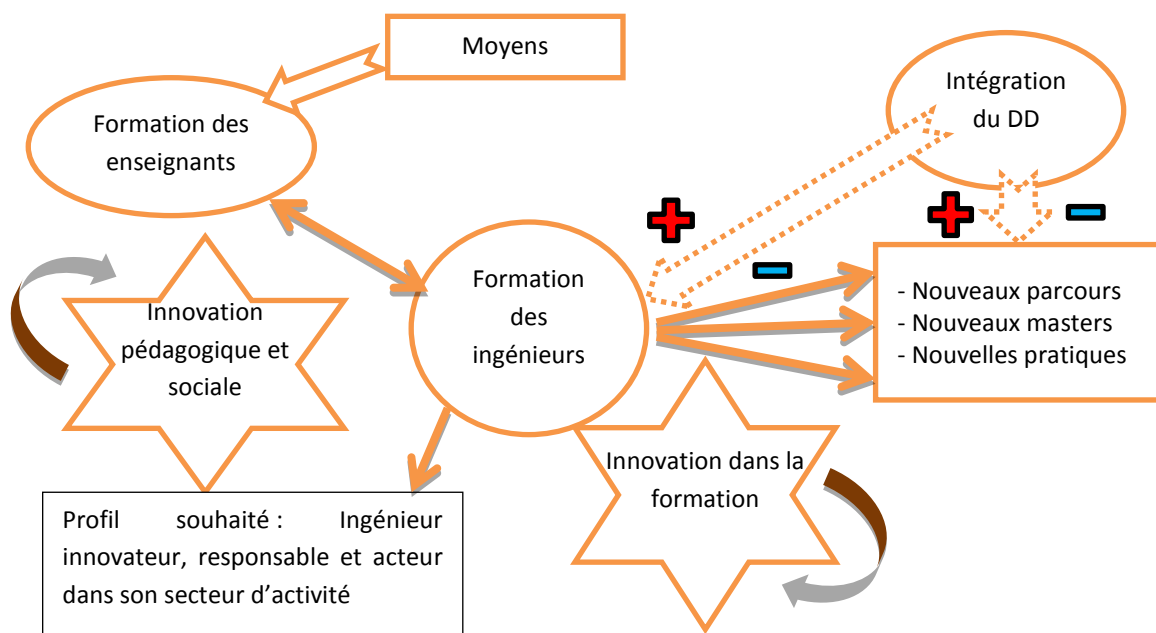 Moyens
Formation des
enseignants
Intégration
du DD
Formation
des
ingénieurs
- Nouveaux parcours
- Nouveaux masters
- Nouvelles pratiques
Innovation
pédagogique et
sociale
Innovation dans la
formation
Profil souhaité : Ingénieur
innovateur, responsable et acteur
dans son secteur d’activité